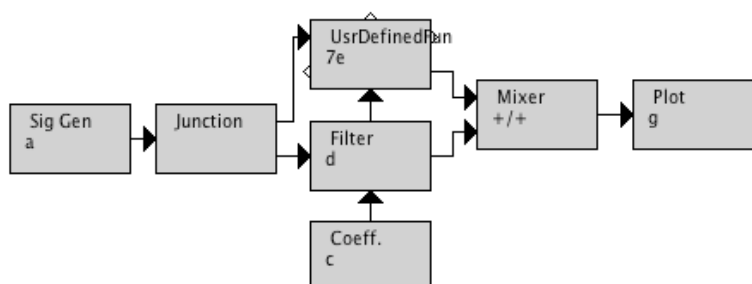 UsrDefinedFun
7e
Sig Gen
a
Junction
Filter
d
Mixer
+/+
Plot
g
Coeff.
c